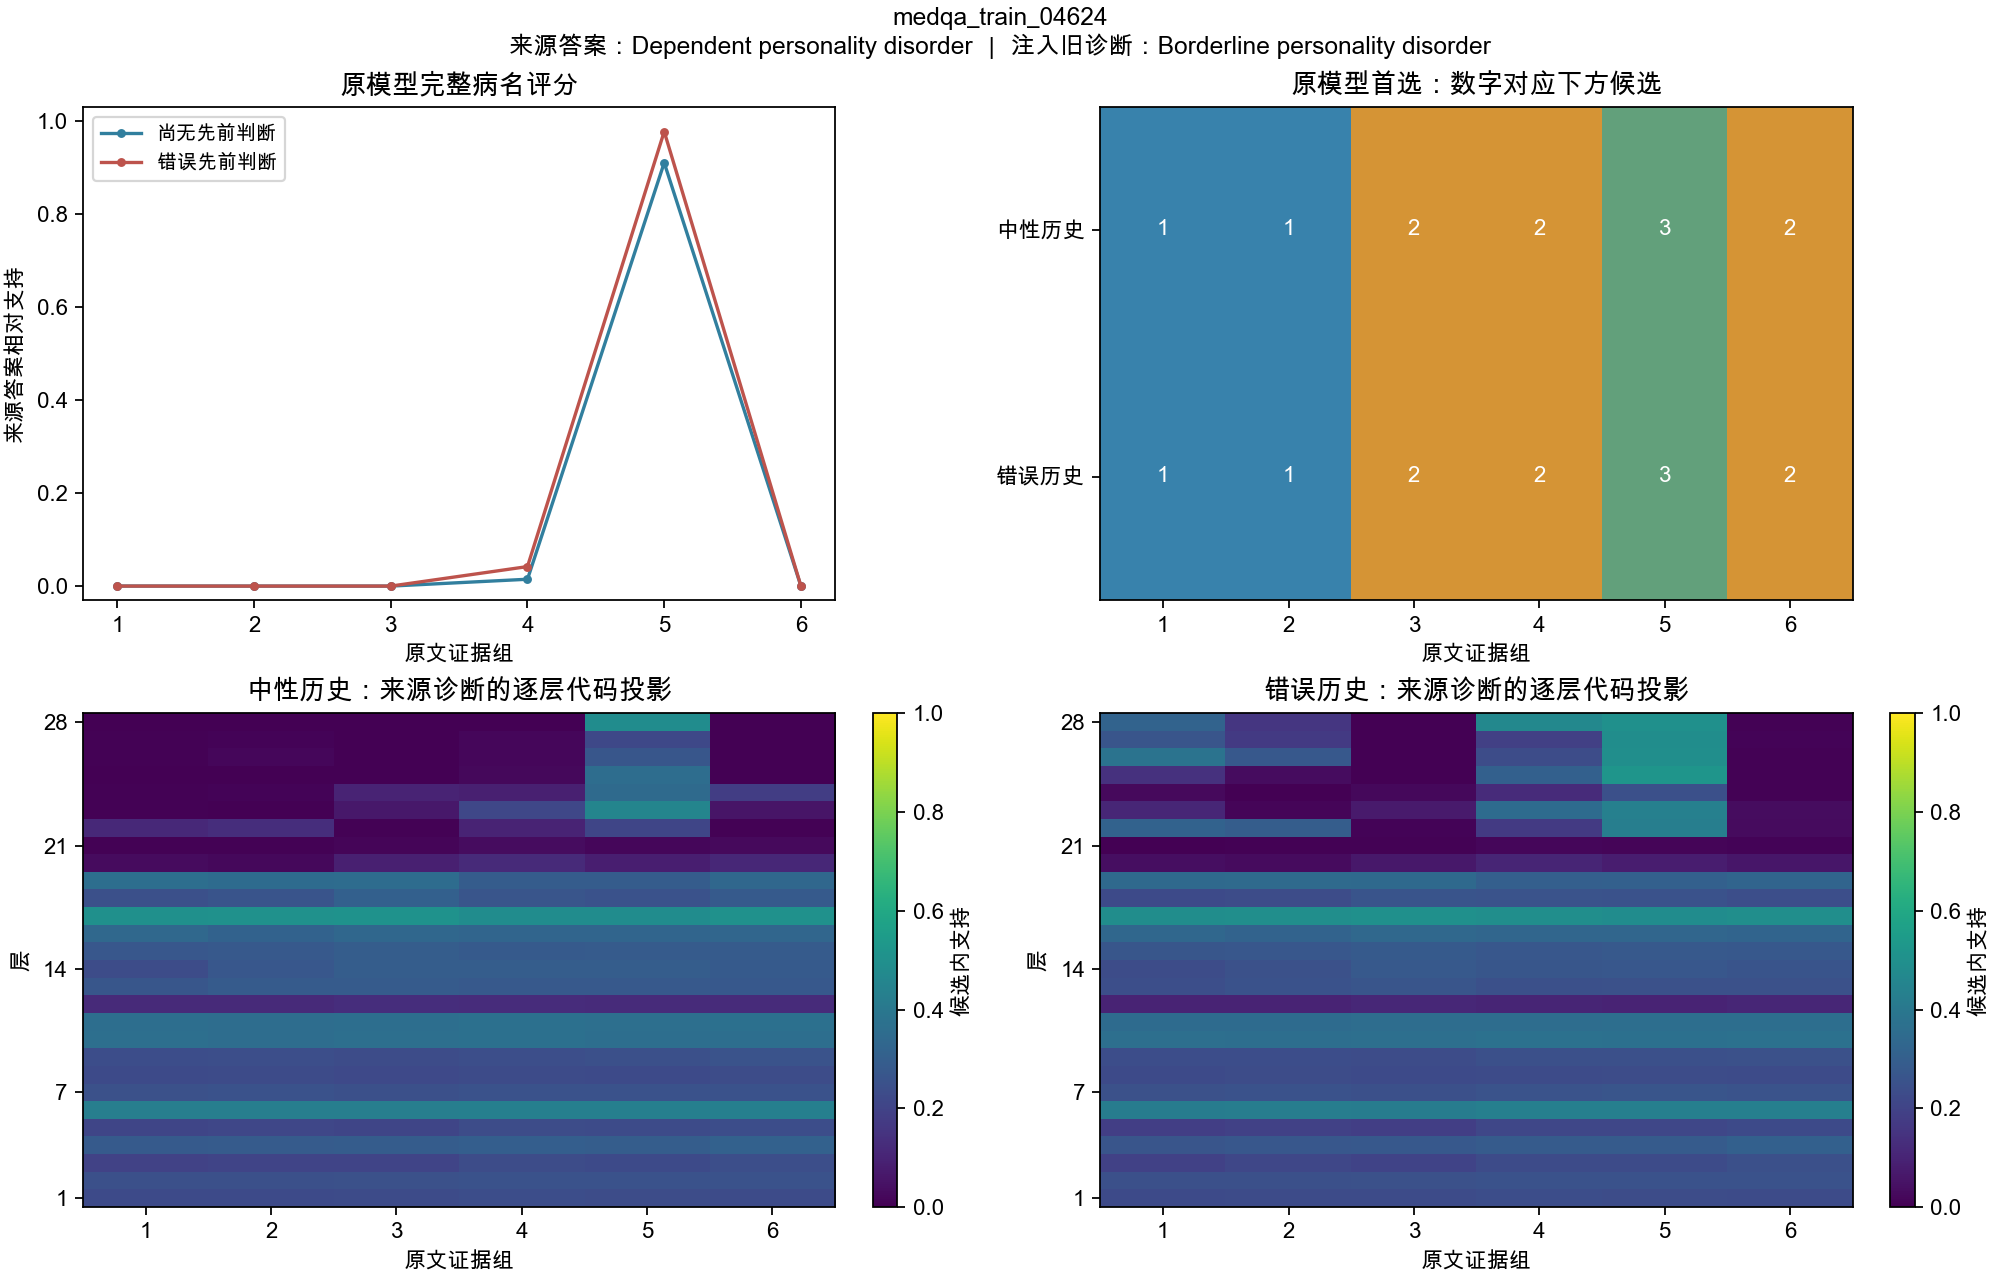 medqa_train_04624
来源答案：Dependent personality disorder | 注入旧诊断：Borderline personality disorder
原模型完整病名评分
尚无先前判断
错误先前判断
1.0
0.8
0.6
0.4
0.2
0.0
来源答案相对支持
1 2 3 4 5 6
原文证据组
原模型首选：数字对应下方候选
中性历史
1 1 2 2 3 2
错误历史
1 1 2 2 3 2
1 2 3 4 5 6
原文证据组
中性历史：来源诊断的逐层代码投影
28
21
14
7
1
层
1 2 3 4 5 6
原文证据组
1.0
0.8
0.6
0.4
0.2
0.0
候选内支持
错误历史：来源诊断的逐层代码投影
28
21
14
7
1
层
1 2 3 4 5 6
原文证据组
1.0
0.8
0.6
0.4
0.2
0.0
候选内支持